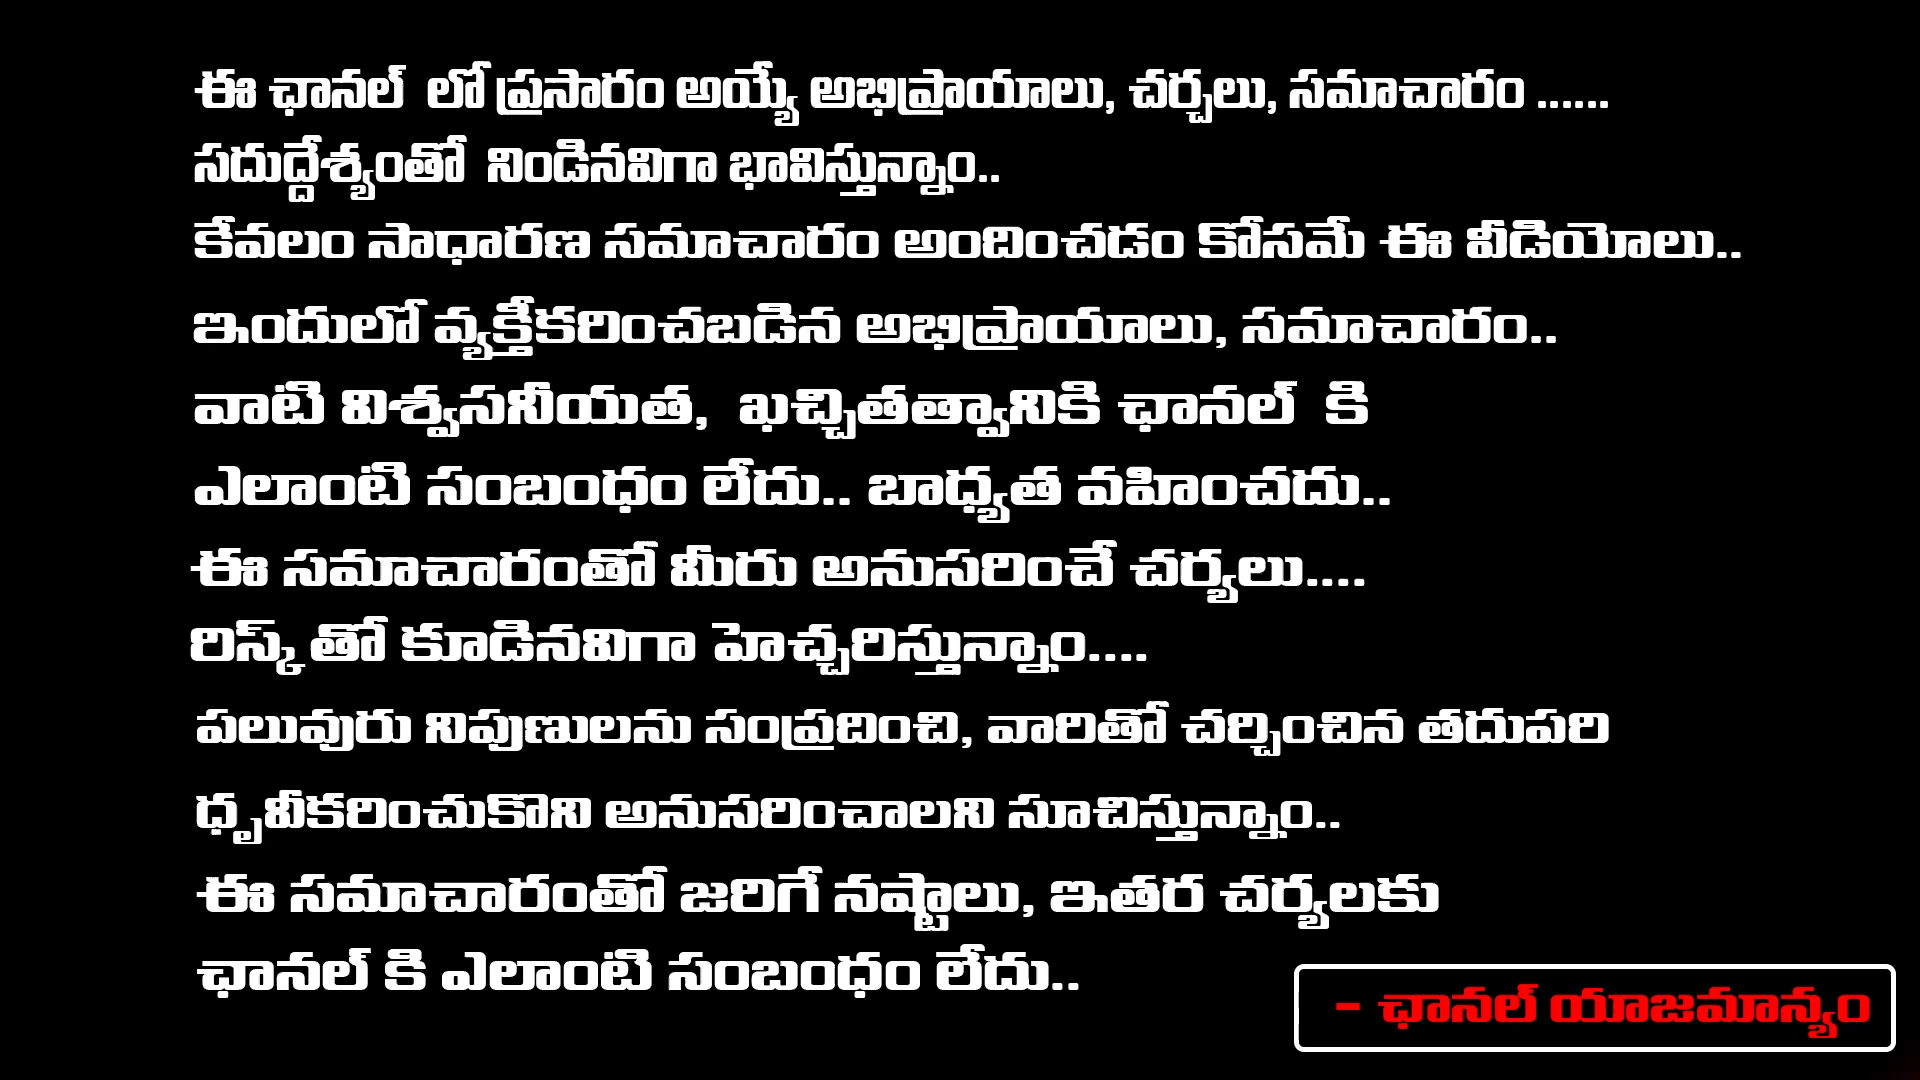 ఈ ఛానల్ లో ప్రసారం అయ్యే అభిప్రాయాలు, చర్చలు, సమాచారం ......
సదుద్దేశ్యంతో నిండినవిగా భావిస్తున్నాం..
కేవలం సాధారణ సమాచారం అందించడం కోసమే ఈ వీడియోలు..
ఇందులో వ్యక్తీకరించబడిన అభిప్రాయాలు, సమాచారం..
వాటి విశ్వసనీయత, ఖచ్చితత్వానికి ఛానల్ కి
ఎలాంటి సంబంధం లేదు.. బాధ్యత వహించదు..
ఈ సమాచారంతో మీరు అనుసరించే చర్యలు....
రిస్క్ తో కూడినవిగా హెచ్చరిస్తున్నాం....
పలువురు నిపుణులను సంప్రదించి, వారితో చర్చించిన తదుపరి
ధృవీకరించుకొని అనుసరించాలని సూచిస్తున్నాం..
ఈ సమాచారంతో జరిగే నష్టాలు, ఇతర చర్యలకు
ఛానల్ కి ఎలాంటి సంబంధం లేదు..
- ఛానల్ యాజమాన్యం